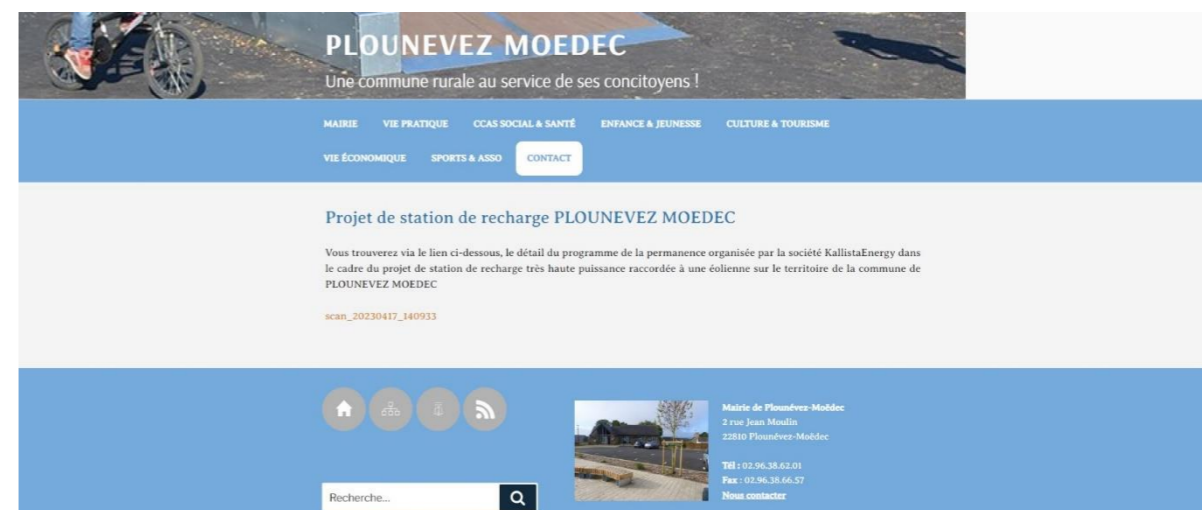 PLOUNEVEZ MOEDEC
Une commune rurale au service de ses concitoyens !
MAIRIE VIE PRATIQUE CCAS SOCIAL & SANTÉ ENFANCE & JEUNESSE CULTURE & TOURISME
VIE ÉCONOMIQUE SPORTS & ASSO CONTACT
Projet de station de recharge PLOUNEVEZ MOEDEC
Vous trouverez via le lien ci-dessous, le détail du programme de la permanence organisée par la société KallistaEnergy dans
le cadre du projet de station de recharge très haute puissance raccordée à une éolienne sur le territoire de la commune de
PLOUNEVEZ MOEDEC
scan_20230417_140933
Mairie de Plounévez-Moëdec
2 rue Jean Moulin
22810 Plounévez-Moëdec
Tél : 02.96.38.62.01
Fax : 02.96.38.66.57
Nous contacter
Recherche...